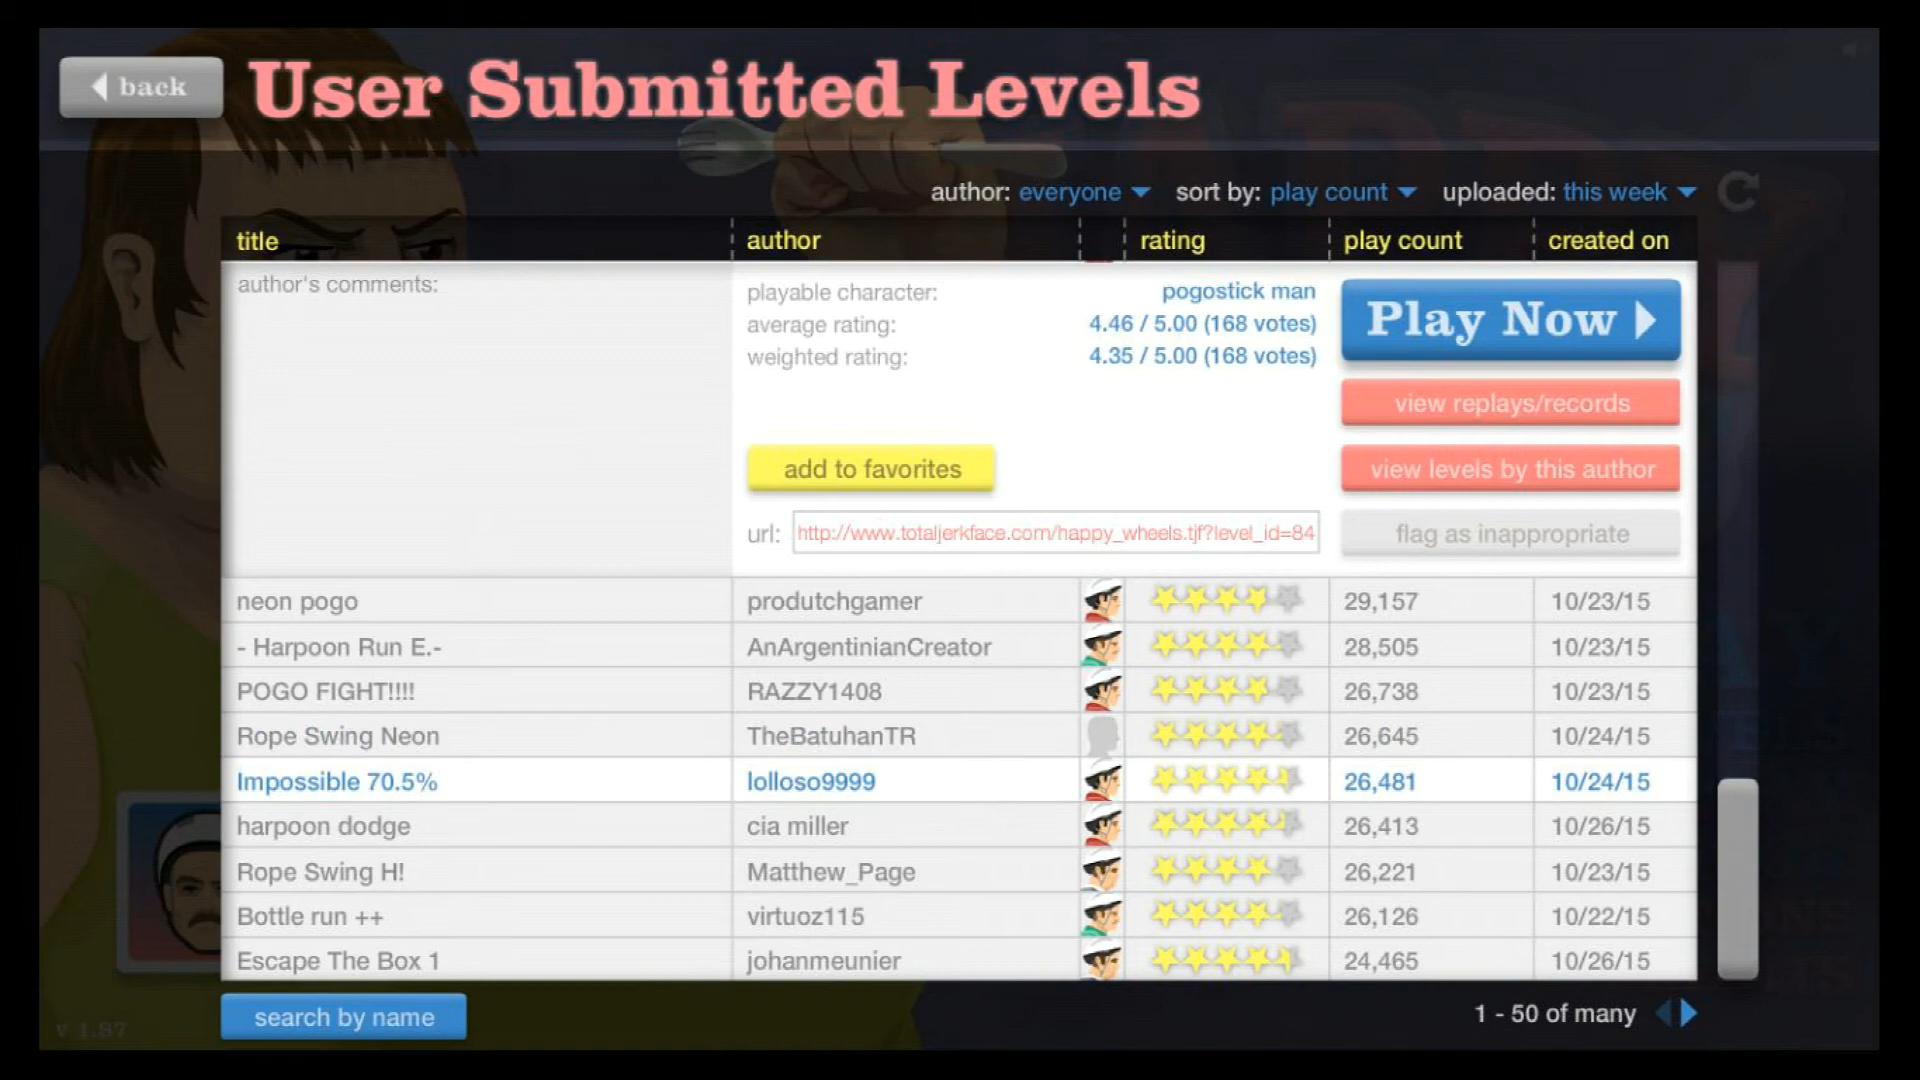 back
User Submitted Levels
author: everyone sort by: play count uploaded: this week
title author rating play count created on
author's comments:
playable character: pogostick man
average rating: 4.46 / 5.00 (168 votes)
weighted rating: 4.35 / 5.00 (168 votes)
Play Now
view replays/records
add to favorites
view levels by this author
url: http://www.totaljerkface.com/happy_wheels.tjf?level_id=84
flag as inappropriate
neon pogo produtchgamer 29,157 10/23/15
- Harpoon Run E.- AnArgentinianCreator 28,505 10/23/15
POGO FIGHT!!!! RAZZY1408 26,738 10/23/15
Rope Swing Neon TheBatuhanTR 26,645 10/24/15
Impossible 70.5% lolloso9999 26,481 10/24/15
harpoon dodge cia miller 26,413 10/26/15
Rope Swing H! Matthew_Page 26,221 10/23/15
Bottle run ++ virtuoz115 26,126 10/22/15
Escape The Box 1 johanmeunier 24,465 10/26/15
search by name
1 - 50 of many
v 1.87